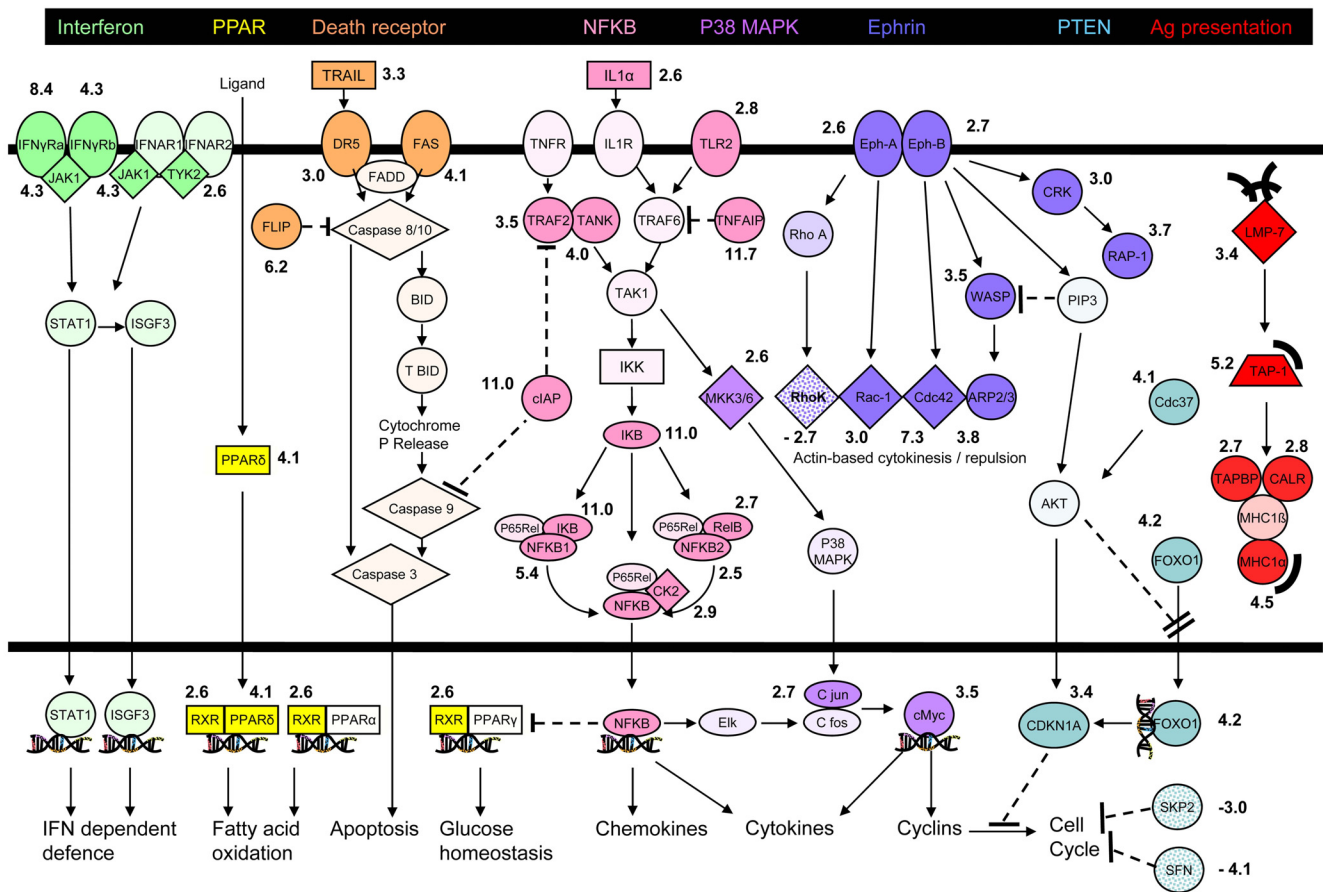 Interferon PPAR Death receptor NFKB P38 MAPK Ephrin PTEN Ag presentation
8.4 4.3 Ligand TRAIL 3.3 IL1α 2.6
2.8 2.6 2.7
IFNγRa IFNγRb IFNAR1 IFNAR2 DR5 FAS TNFR IL1R TLR2 Eph-A Eph-B
JAK1 JAK1 TYK2 FADD
4.3 4.3 2.6 3.0 4.1 CRK 3.0
FLIP Caspase 8/10 3.5 TRAF2 TANK TRAF6 TNFAIP Rho A RAP-1 3.7 LMP-7
6.2 4.0 11.7 3.5 3.4
STAT1 ISGF3 BID TAK1 WASP PIP3
T BID IKK 2.6 5.2 TAP-1
11.0 cIAP MKK3/6 RhoK Rac-1 Cdc42 ARP2/3 4.1 Cdc37
Cytochrome
P Release
IKB 11.0 - 2.7 3.0 7.3 3.8
Actin-based cytokinesis / repulsion
PPARδ 4.1 2.7 2.8
TAPBP CALR
Caspase 9 11.0 2.7 AKT MHC1ß
P65Rel IKB P65Rel RelB 4.2
NFKB1 NFKB2 P38
MAPK
FOXO1 MHC1α
Caspase 3 5.4 P65Rel 2.5 4.5
CK2
NFKB 2.9
2.6 4.1 2.6 2.6 2.7 3.5 3.4
STAT1 ISGF3 RXR PPARδ RXR PPARα RXR PPARγ NFKB Elk C jun cMyc CDKN1A FOXO1 4.2
C fos
SKP2 -3.0
IFN dependent
defence
Fatty acid
oxidation
Apoptosis
Glucose
homeostasis
Chemokines
Cytokines
Cyclins
Cell
Cycle
SFN - 4.1